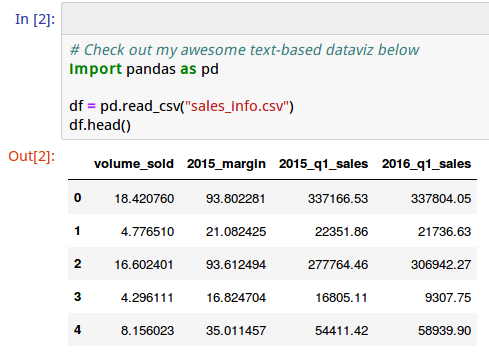 In [2]:
# Check out my awesome text-based dataviz below
Import pandas as pd
df = pd.read_csv("sales_info.csv")
df.head()
Out[2]:
volume_sold 2015_margin 2015_q1_sales 2016_q1_sales
0 18.420760 93.802281 337166.53 337804.05
1 4.776510 21.082425 22351.86 21736.63
2 16.602401 93.612494 277764.46 306942.27
3 4.296111 16.824704 16805.11 9307.75
4 8.156023 35.011457 54411.42 58939.90